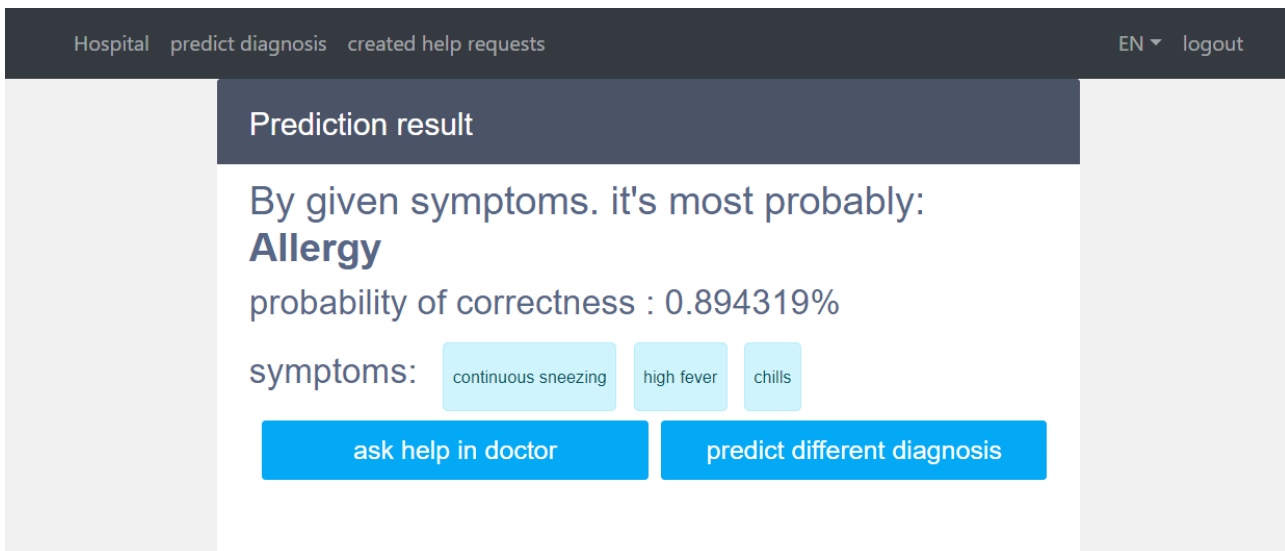 Hospital predict diagnosis created help requests EN logout
Prediction result
By given symptoms. it's most probably:
Allergy
probability of correctness : 0.894319%
symptoms: continuous sneezing high fever chills
ask help in doctor predict different diagnosis